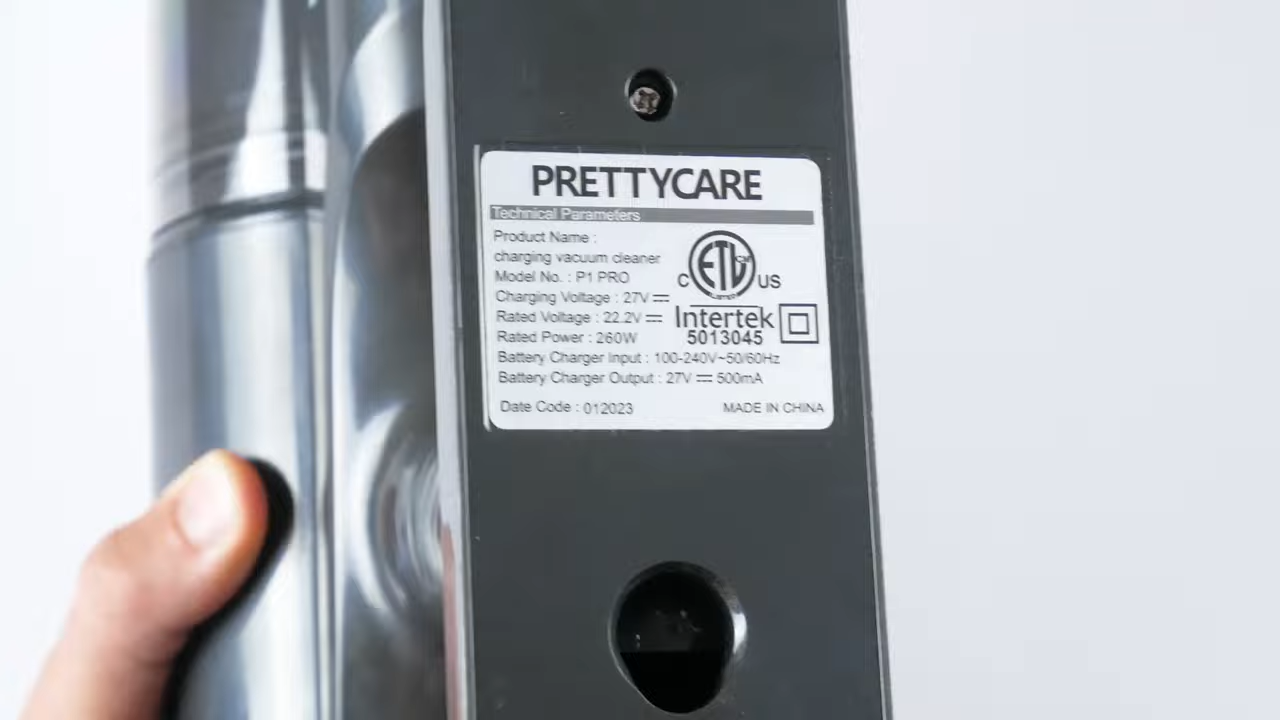 PRETTYCARE
Technical Parameters
Product Name :
charging vacuum cleaner
Model No. : P1 PRO
Charging Voltage : 27V
Rated Voltage : 22.2V
Rated Power : 260W
C ETL US
Intertek
5013045
Battery Charger Input : 100-240V~50/60Hz
Battery Charger Output : 27V ⎓ 500mA
Date Code : 012023
MADE IN CHINA